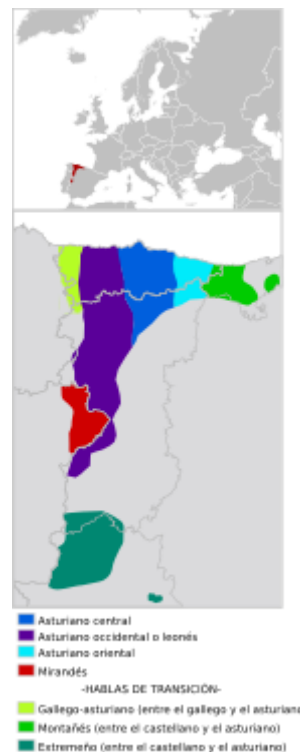 Asturiano central
Asturiano occidental o leonés
Asturiano oriental
Mirandés
-HABLAS DE TRANSICIÓN-
Gallego-asturiano (entre el gallego y el asturiano
Montañés (entre el castellano y el asturiano)
Extremeño (entre el castellano y el asturiano)